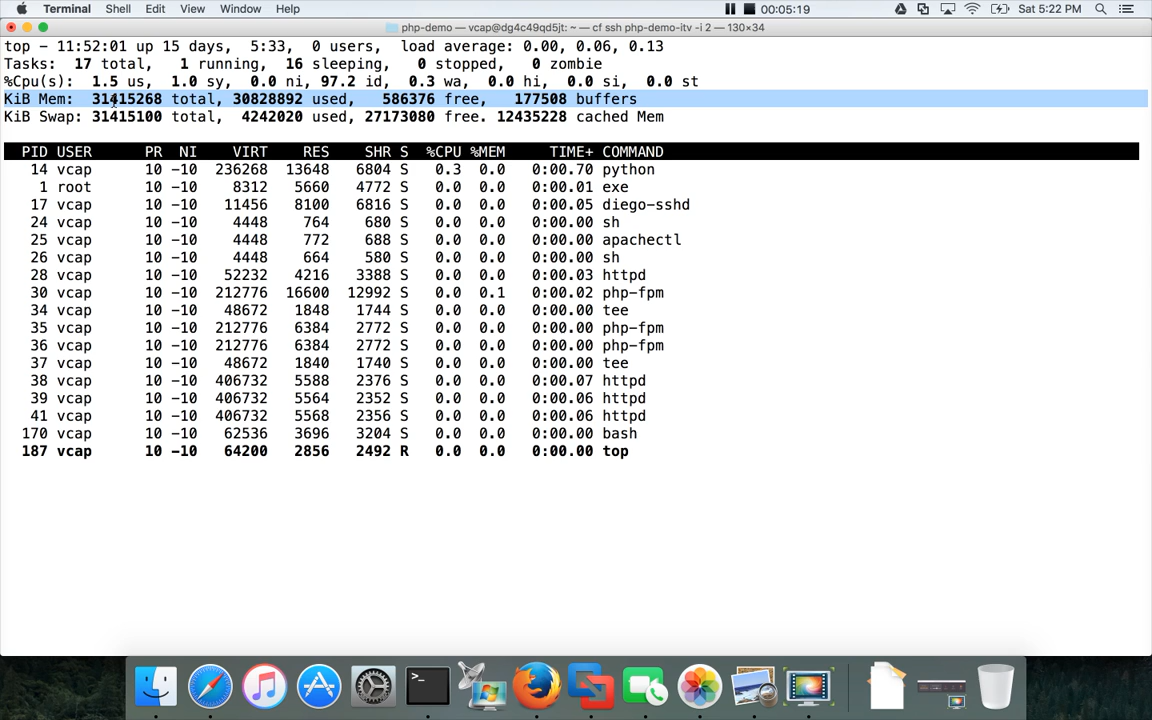 Terminal Shell Edit View Window Help 00:05:19 Sat 5:22 PM
php-demo — vcap@dg4c49qd5jt: ~ — cf ssh php-demo-itv -i 2 — 130×34
top - 11:52:01 up 15 days,  5:33,  0 users,  load average: 0.00, 0.06, 0.13
Tasks:  17 total,   1 running,  16 sleeping,   0 stopped,   0 zombie
%Cpu(s):  1.5 us,  1.0 sy,  0.0 ni, 97.2 id,  0.3 wa,  0.0 hi,  0.0 si,  0.0 st
KiB Mem:  31415268 total, 30828892 used,   586376 free,   177508 buffers
KiB Swap: 31415100 total,  4242020 used, 27173080 free. 12435228 cached Mem
PID USER PR NI VIRT RES SHR S %CPU %MEM TIME+ COMMAND
14 vcap 10 -10 236268 13648 6804 S 0.3 0.0 0:00.70 python
1 root 10 -10 8312 5660 4772 S 0.0 0.0 0:00.01 exe
17 vcap 10 -10 11456 8100 6816 S 0.0 0.0 0:00.05 diego-sshd
24 vcap 10 -10 4448 764 680 S 0.0 0.0 0:00.00 sh
25 vcap 10 -10 4448 772 688 S 0.0 0.0 0:00.00 apachectl
26 vcap 10 -10 4448 664 580 S 0.0 0.0 0:00.00 sh
28 vcap 10 -10 52232 4216 3388 S 0.0 0.0 0:00.03 httpd
30 vcap 10 -10 212776 16600 12992 S 0.0 0.1 0:00.02 php-fpm
34 vcap 10 -10 48672 1848 1744 S 0.0 0.0 0:00.00 tee
35 vcap 10 -10 212776 6384 2772 S 0.0 0.0 0:00.00 php-fpm
36 vcap 10 -10 212776 6384 2772 S 0.0 0.0 0:00.00 php-fpm
37 vcap 10 -10 48672 1840 1740 S 0.0 0.0 0:00.00 tee
38 vcap 10 -10 406732 5588 2376 S 0.0 0.0 0:00.07 httpd
39 vcap 10 -10 406732 5564 2352 S 0.0 0.0 0:00.06 httpd
41 vcap 10 -10 406732 5568 2356 S 0.0 0.0 0:00.06 httpd
170 vcap 10 -10 62536 3696 3204 S 0.0 0.0 0:00.00 bash
187 vcap 10 -10 64200 2856 2492 R 0.0 0.0 0:00.00 top